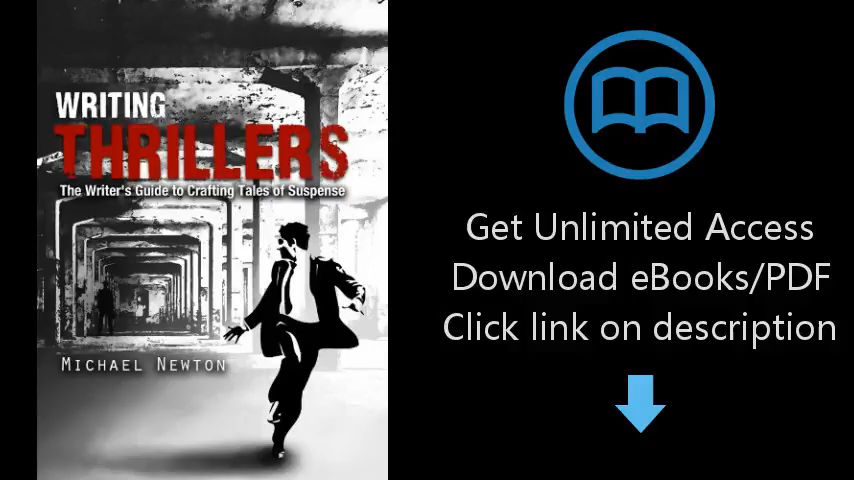 WRITING
THRILLERS
The Writer's Guide to Crafting Tales of Suspense
MICHAEL NEWTON
Get Unlimited Access
Download eBooks/PDF
Click link on description